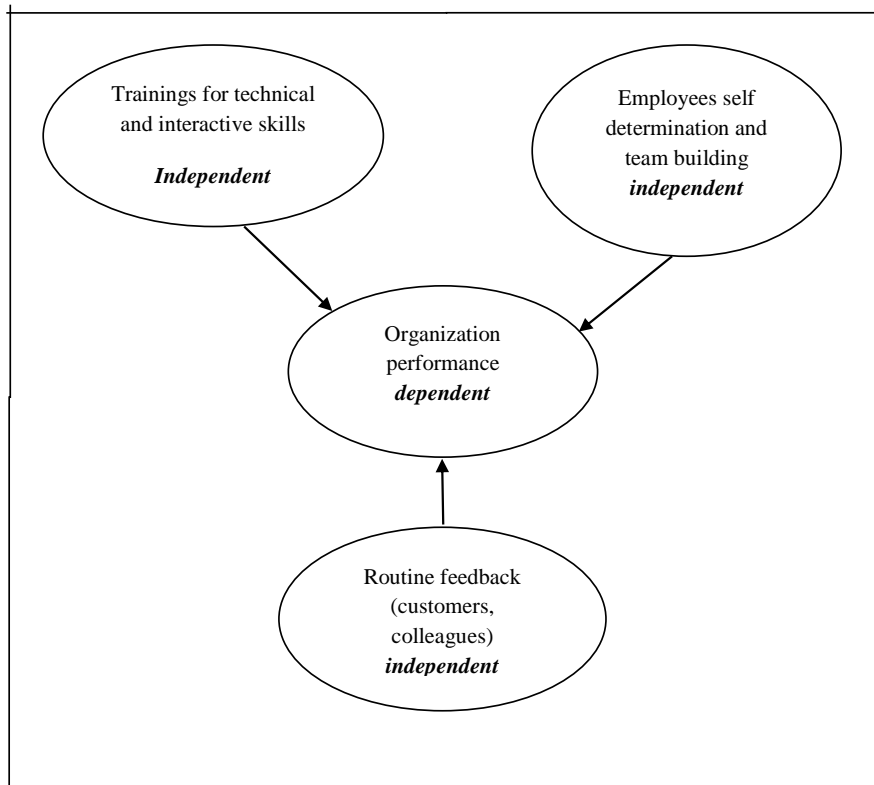 Trainings for technical
and interactive skills
Independent
Employees self
determination and
team building
independent
Organization
performance
dependent
Routine feedback
(customers,
colleagues)
independent